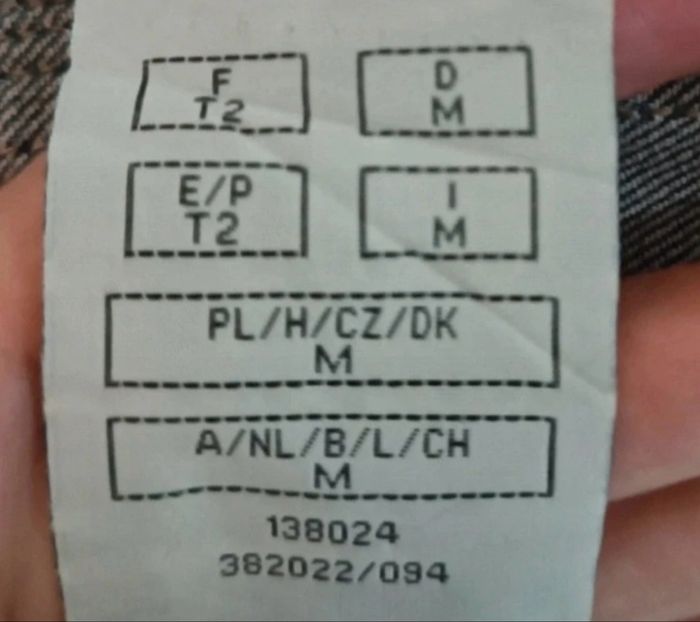 F
T2
D
M
E/P
T2
I
M
PL/H/CZ/DK
M
A/NL/B/L/CH
M
138024
382022/094